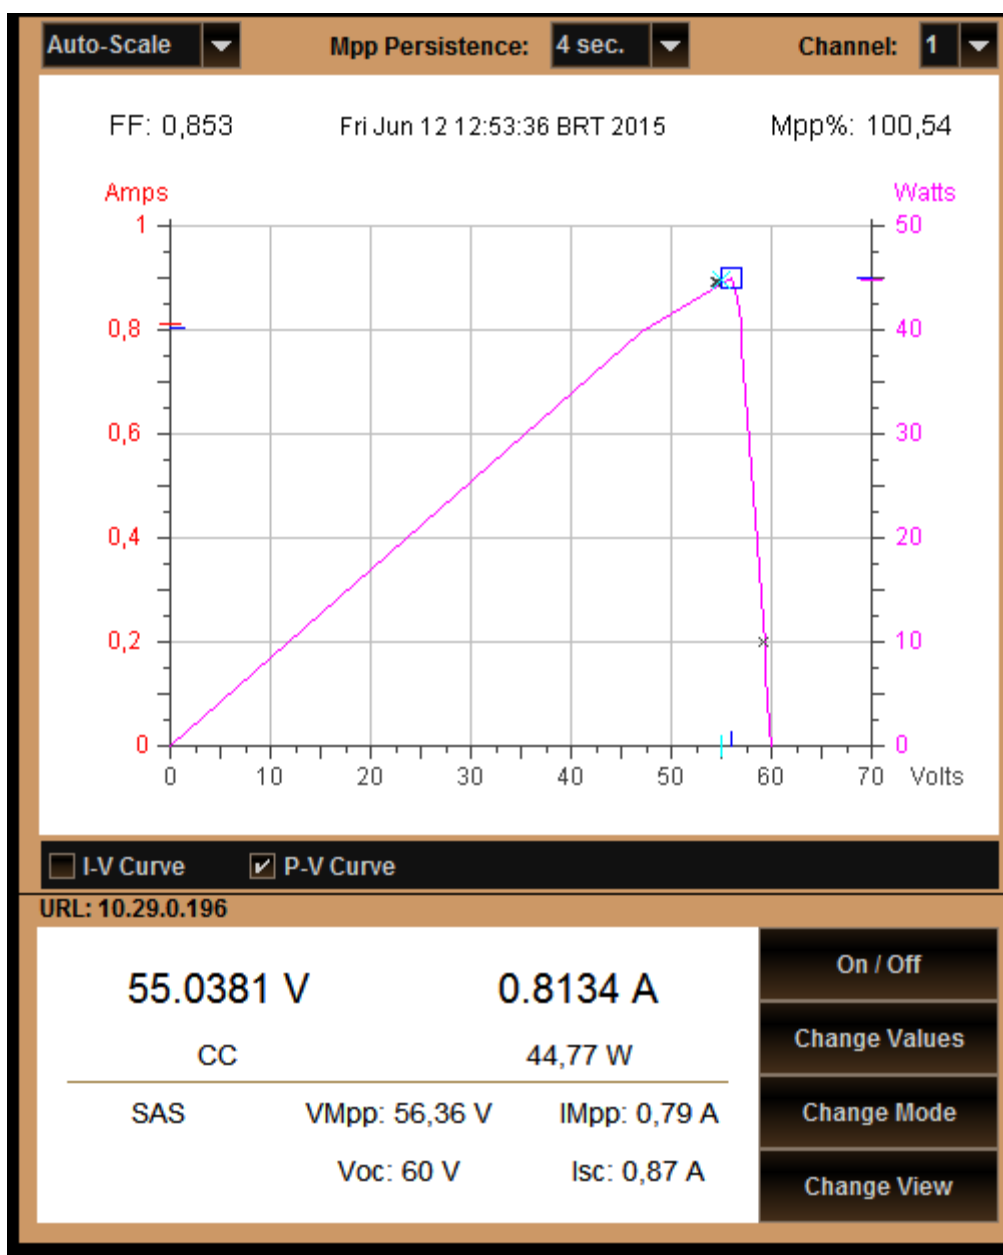 Auto-Scale Mpp Persistence: 4 sec. Channel: 1
FF: 0,853 Fri Jun 12 12:53:36 BRT 2015 Mpp%: 100,54
Amps Watts
1 50
0,8 40
0,6 30
0,4 20
0,2 10
0 0
0 10 20 30 40 50 60 70 Volts
I-V Curve P-V Curve
URL: 10.29.0.196
55.0381 V 0.8134 A On / Off
CC 44,77 W Change Values
SAS VMpp: 56,36 V IMpp: 0,79 A Change Mode
Voc: 60 V Isc: 0,87 A Change View